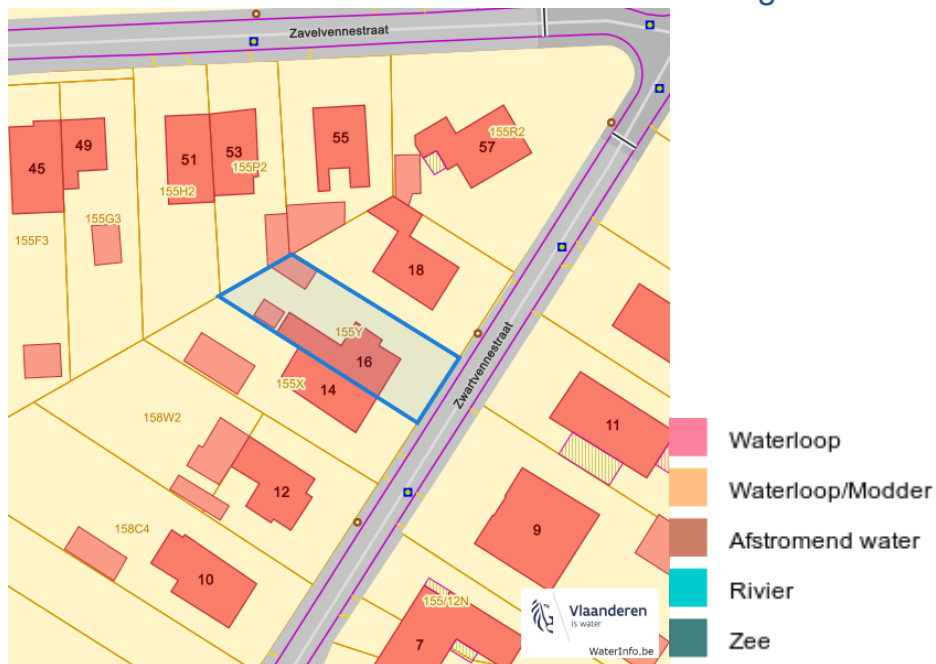 Zavelvennestraat
55
155R2
57
49
51
53
45
155P2
155H2
155G3
155F3
18
155Y
16
Zwartvennestraat
155X
14
158W2
11
12
9
158C4
10
155/12N
7
Vlaanderen
is water
WaterInfo.be
Waterloop
Waterloop/Modder
Afstromend water
Rivier
Zee